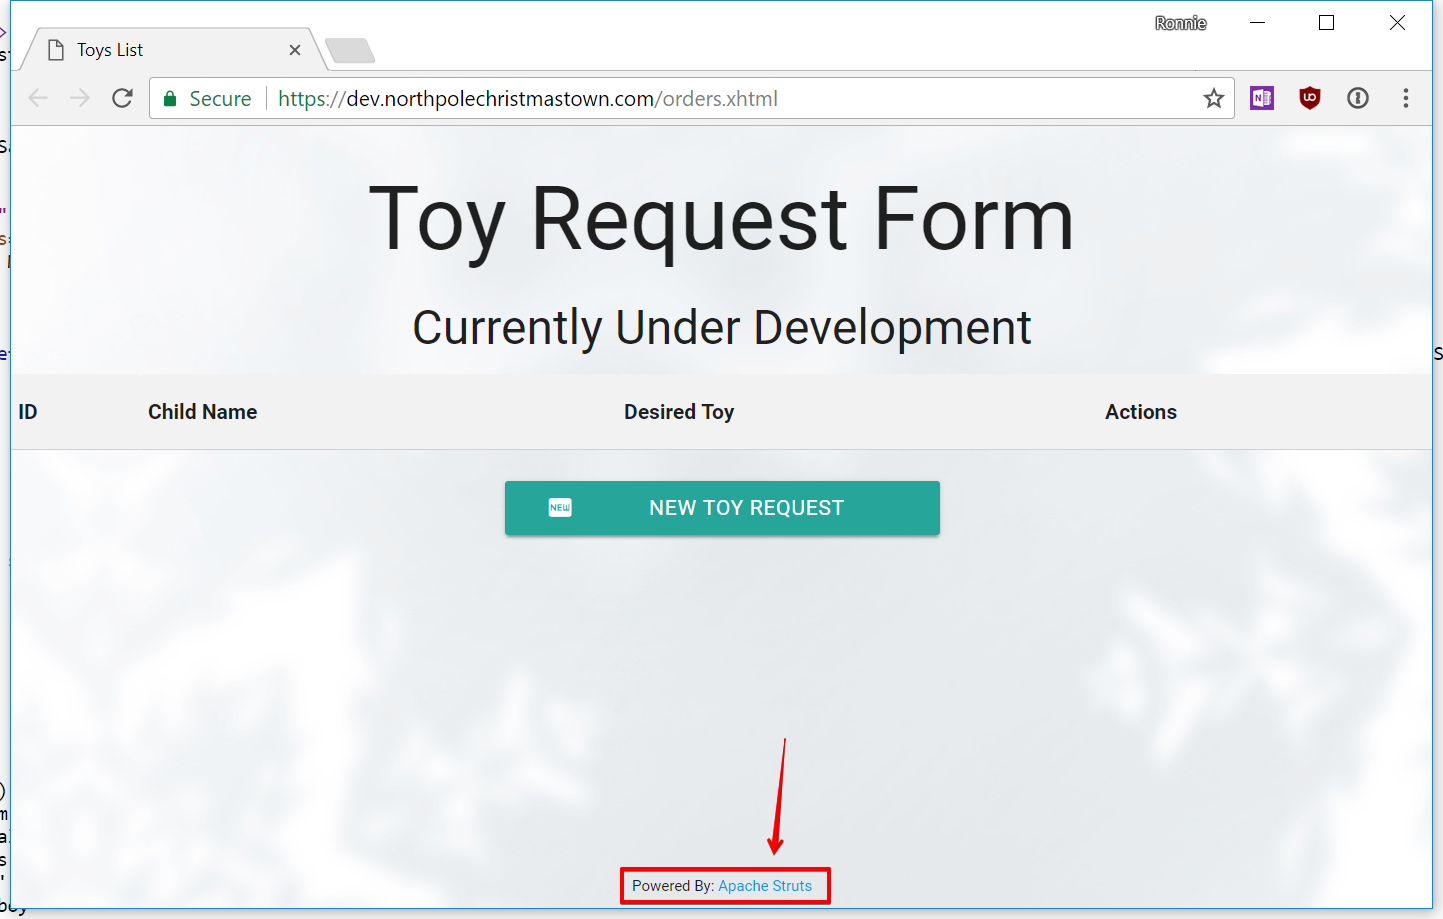 Ronnie
Toys List
Secure https://dev.northpolechristmastown.com/orders.xhtml
Toy Request Form
Currently Under Development
ID Child Name Desired Toy Actions
NEW NEW TOY REQUEST
Powered By: Apache Struts